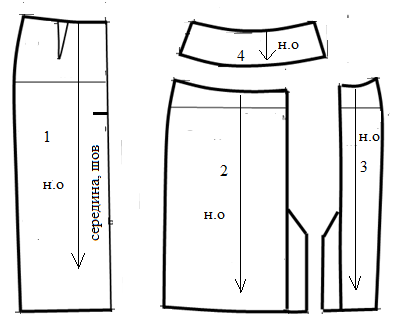 1
н.о
середина, шов
4
н.о
2
н.о
н.о
3